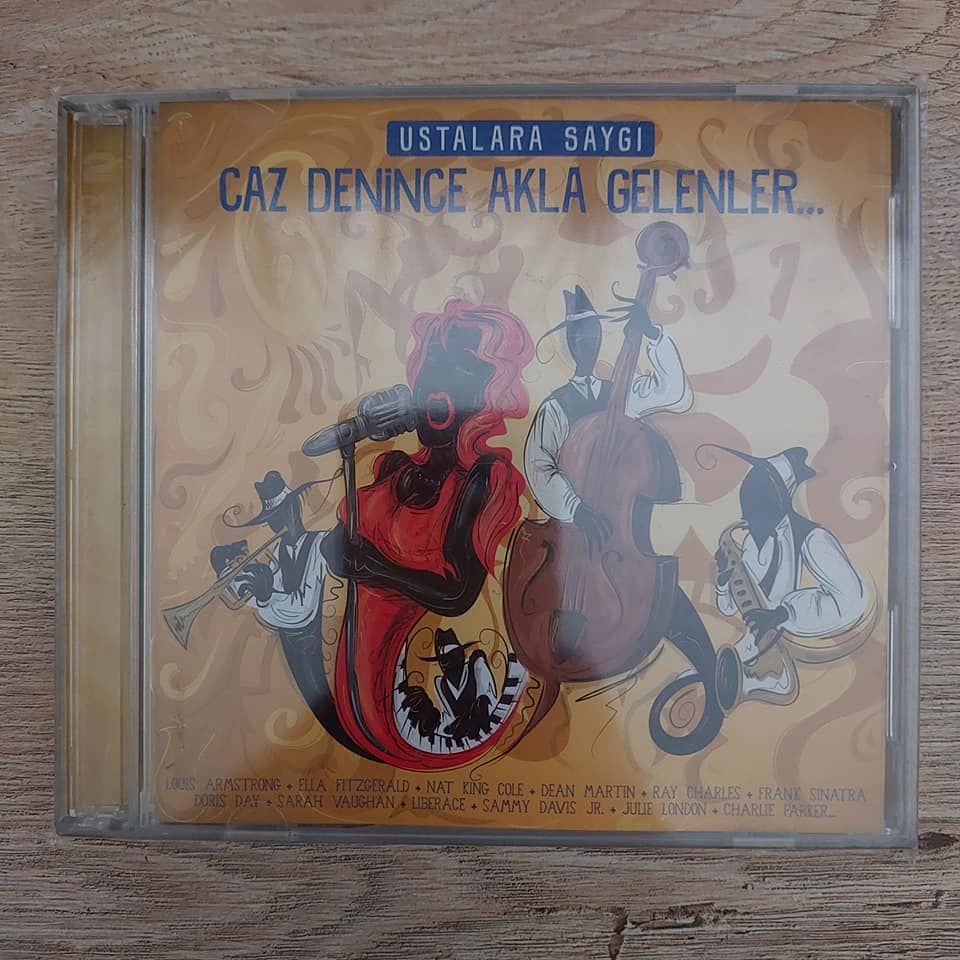 USTALARA SAYGI
CAZ DENİNCE AKLA GELENLER...
LOUIS ARMSTRONG + ELLA FITZGERALD + NAT KING COLE + DEAN MARTIN + RAY CHARLES + FRANK SINATRA
DORIS DAY + SARAH VAUGHAN + LIBERACE + SAMMY DAVIS JR. + JULIE LONDON + CHARLIE PARKER...